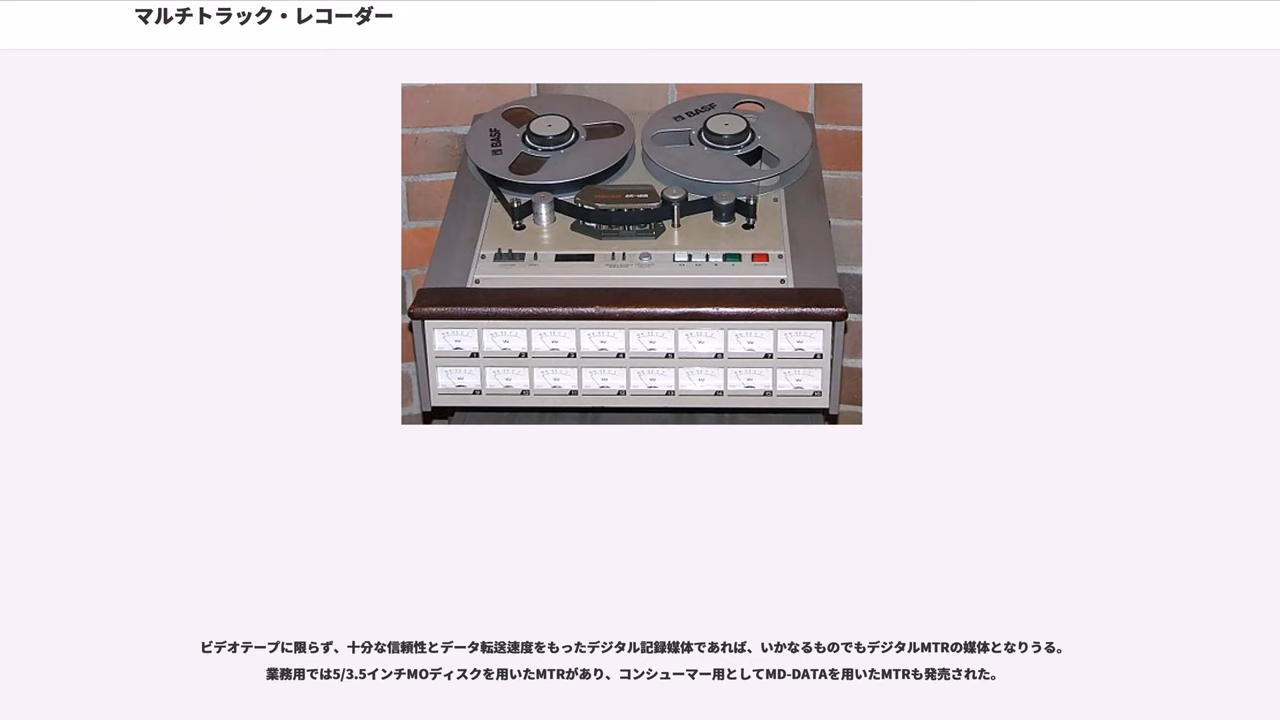 マルチトラック・レコーダー
BASF
BASF
ビデオテープに限らず、十分な信頼性とデータ転送速度をもったデジタル記録媒体であれば、いかなるものでもデジタルMTRの媒体となりうる。
業務用では5/3.5インチMOディスクを用いたMTRがあり、コンシューマー用としてMD-DATAを用いたMTRも発売された。